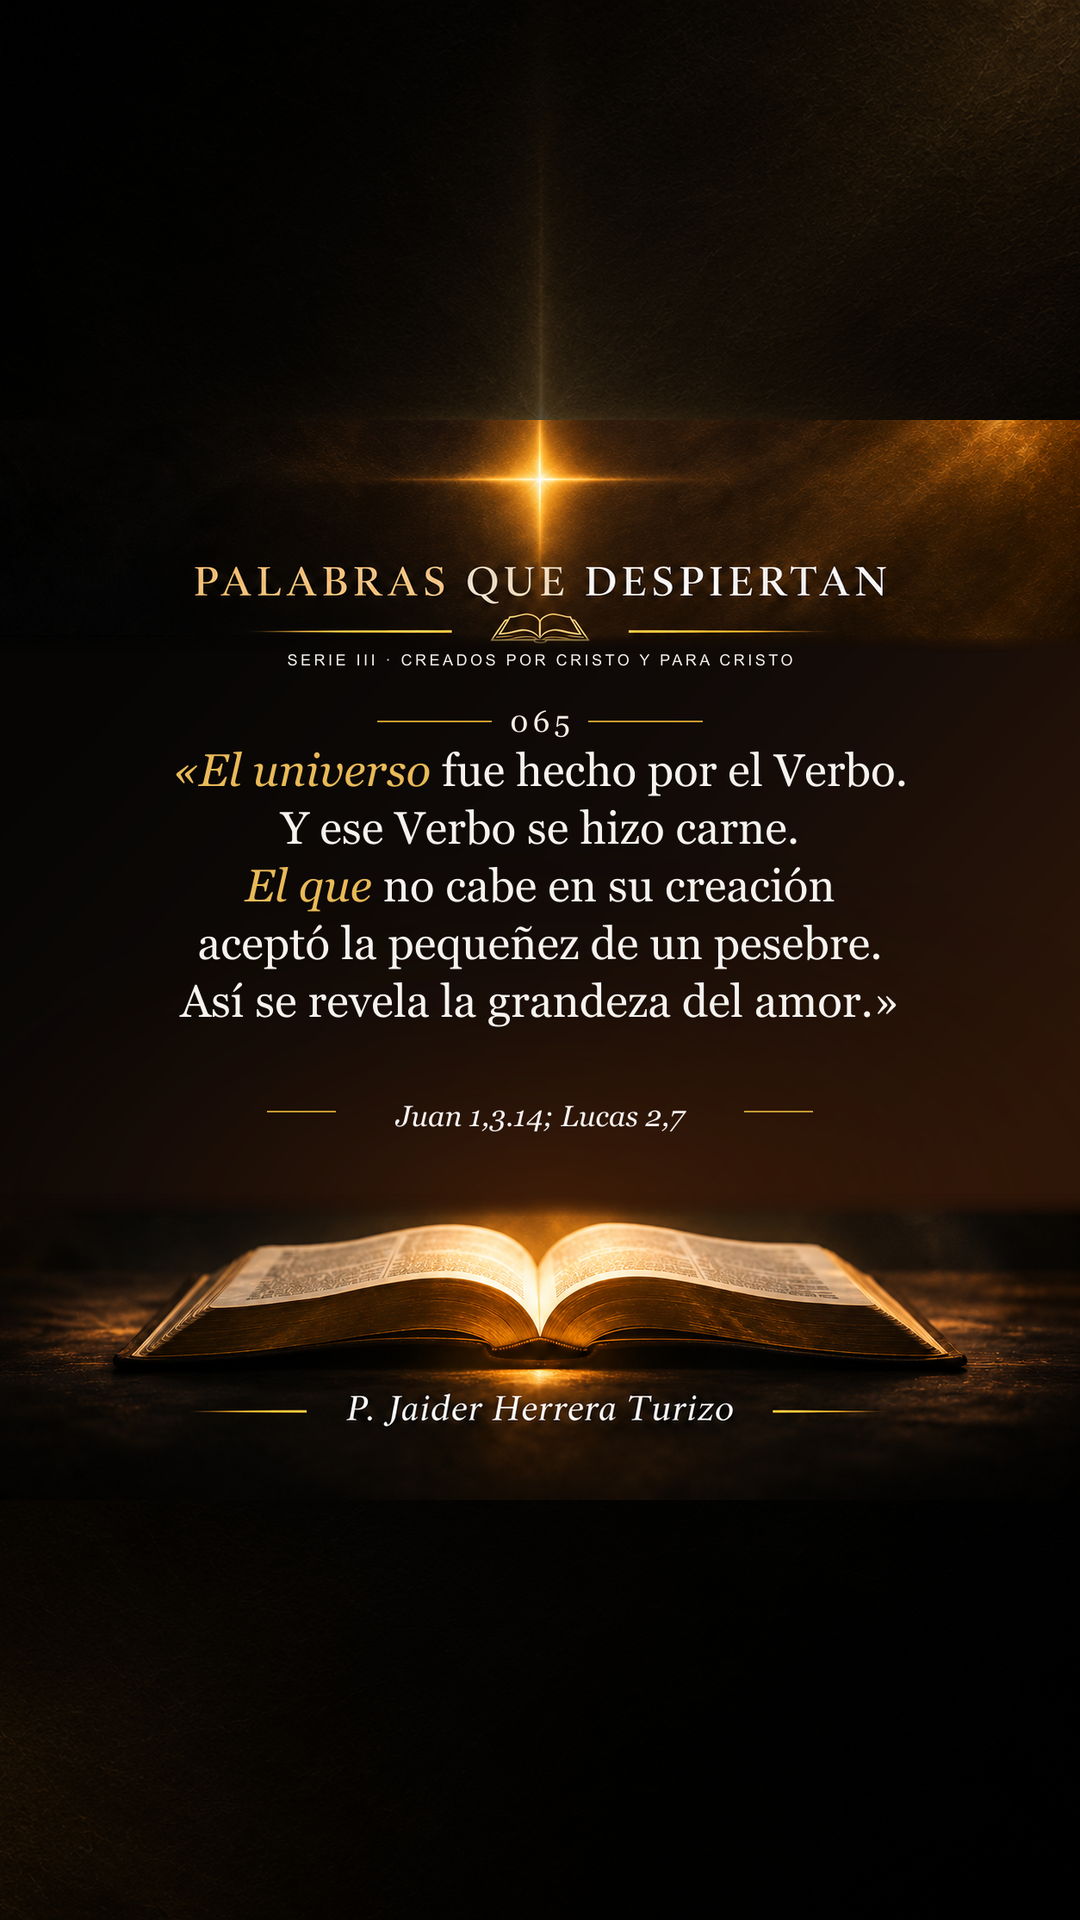 PALABRAS QUE DESPIERTAN
SERIE III · CREADOS POR CRISTO Y PARA CRISTO
065
«El universo fue hecho por el Verbo.
Y ese Verbo se hizo carne.
El que no cabe en su creación
aceptó la pequeñez de un pesebre.
Así se revela la grandeza del amor.»
Juan 1,3.14; Lucas 2,7
P. Jaider Herrera Turizo